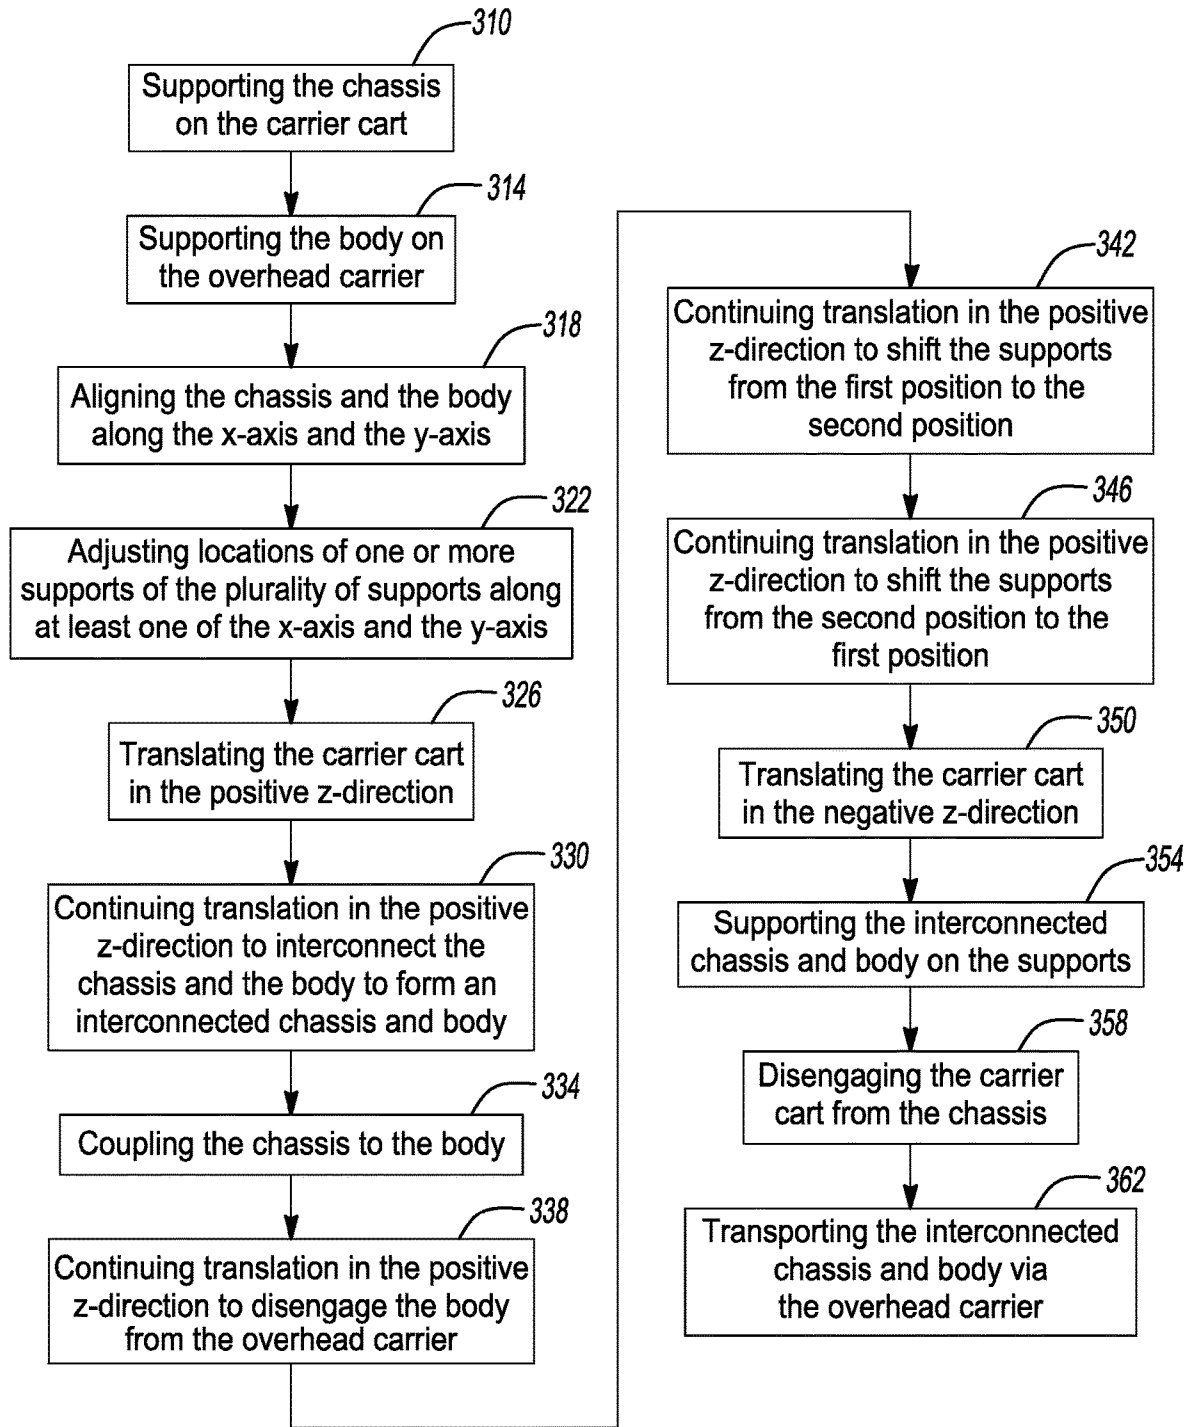 310
Supporting the chassis
on the carrier cart
314
Supporting the body on
the overhead carrier
318
Aligning the chassis and the body
along the x-axis and the y-axis
322
Adjusting locations of one or more
supports of the plurality of supports along
at least one of the x-axis and the y-axis
326
Translating the carrier cart
in the positive z-direction
330
Continuing translation in the positive
z-direction to interconnect the
chassis and the body to form an
interconnected chassis and body
334
Coupling the chassis to the body
338
Continuing translation in the positive
z-direction to disengage the body
from the overhead carrier
342
Continuing translation in the positive
z-direction to shift the supports
from the first position to the
second position
346
Continuing translation in the positive
z-direction to shift the supports
from the second position to the
first position
350
Translating the carrier cart
in the negative z-direction
354
Supporting the interconnected
chassis and body on the supports
358
Disengaging the carrier
cart from the chassis
362
Transporting the interconnected
chassis and body via
the overhead carrier